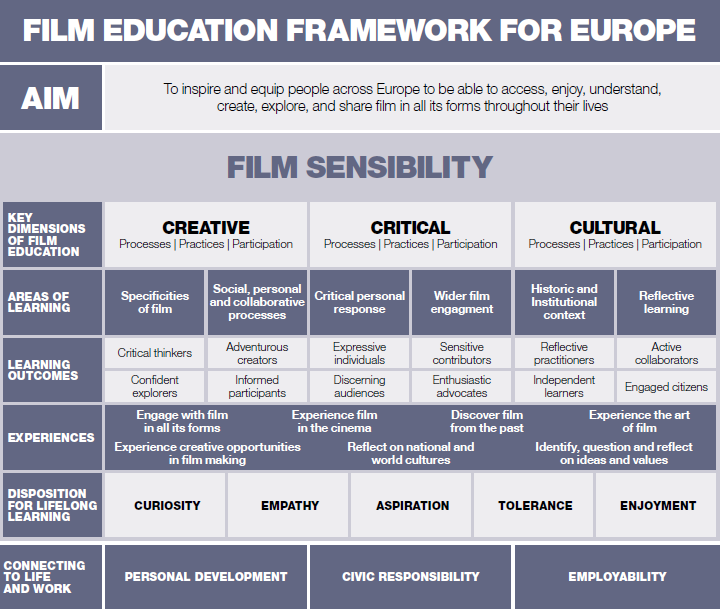 FILM EDUCATION FRAMEWORK FOR EUROPE
AIM
To inspire and equip people across Europe to be able to access, enjoy, understand,
create, explore, and share film in all its forms throughout their lives
FILM SENSIBILITY
KEY
DIMENSIONS
OF FILM
EDUCATION
CREATIVE
Processes | Practices | Participation
CRITICAL
Processes | Practices | Participation
CULTURAL
Processes | Practices | Participation
AREAS OF
LEARNING
Specificities
of film
Social, personal
and collaborative
processes
Critical personal
response
Wider film
engagment
Historic and
Institutional
context
Reflective
learning
LEARNING
OUTCOMES
Critical thinkers
Adventurous
creators
Expressive
individuals
Sensitive
contributors
Reflective
practitioners
Active
collaborators
Confident
explorers
Informed
participants
Discerning
audiences
Enthusiastic
advocates
Independent
learners
Engaged citizens
EXPERIENCES
Engage with film
in all its forms
Experience film
in the cinema
Discover film
from the past
Experience the art
of film
Experience creative opportunities
in film making
Reflect on national and
world cultures
Identify, question and reflect
on ideas and values
DISPOSITION
FOR LIFELONG
LEARNING
CURIOSITY
EMPATHY
ASPIRATION
TOLERANCE
ENJOYMENT
CONNECTING
TO LIFE
AND WORK
PERSONAL DEVELOPMENT
CIVIC RESPONSIBILITY
EMPLOYABILITY